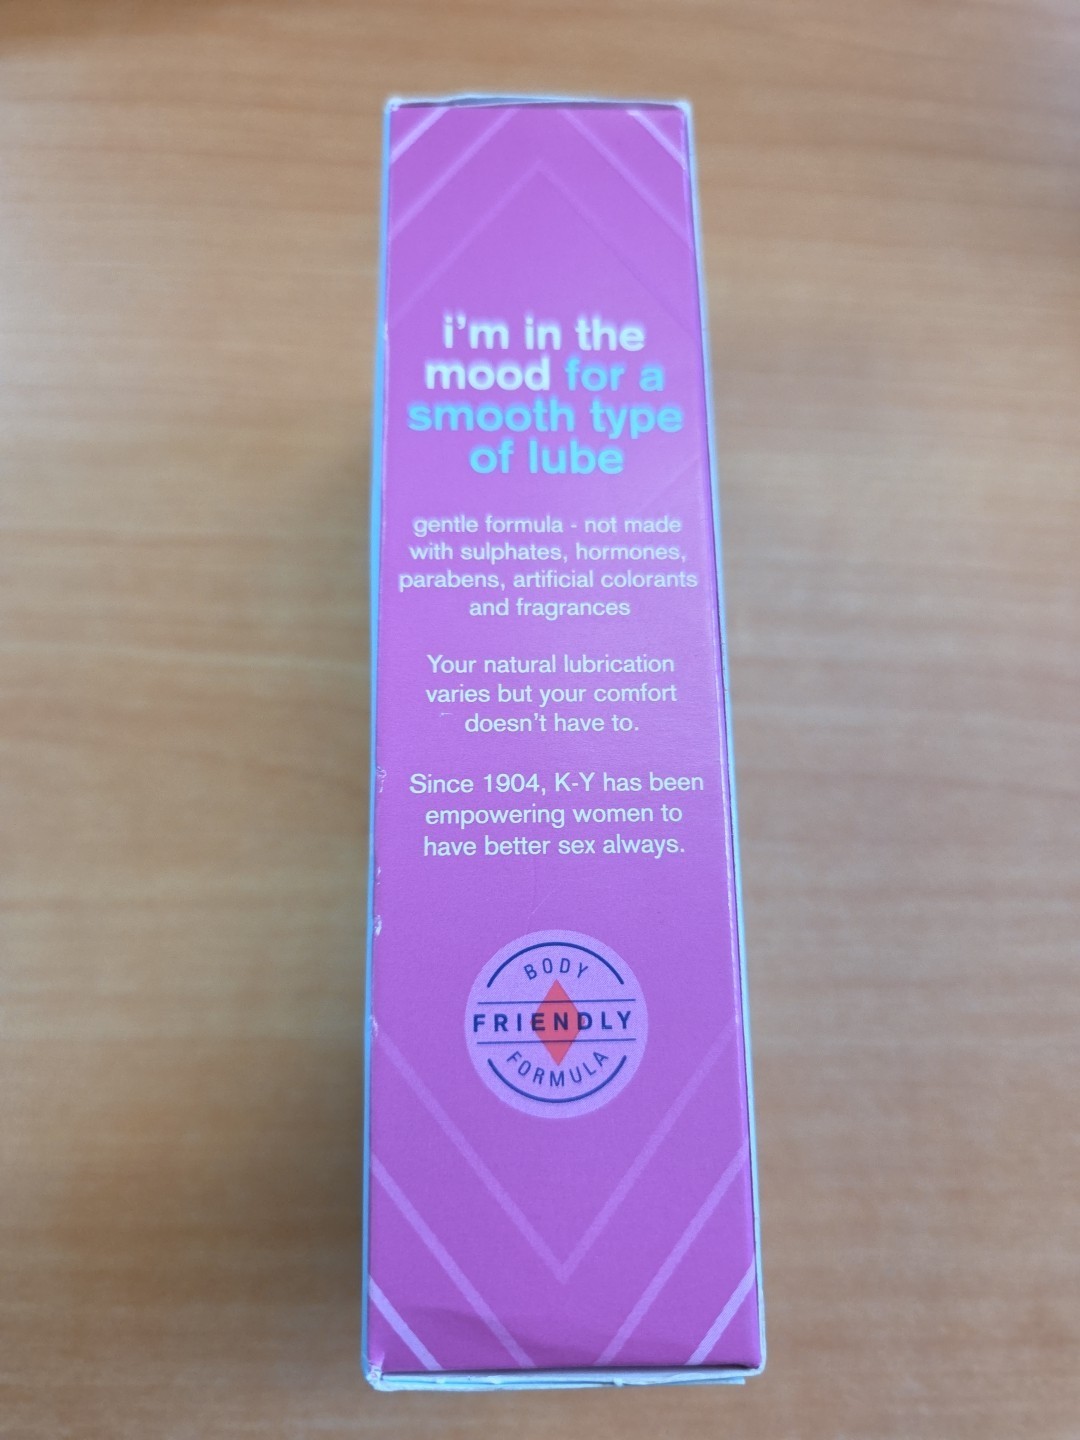 i'm in the
mood for a
smooth type
of lube
gentle formula - not made
with sulphates, hormones,
parabens, artificial colorants
and fragrances
Your natural lubrication
varies but your comfort
doesn't have to.
Since 1904, K-Y has been
empowering women to
have better sex always.
BODY
FRIENDLY
FORMULA